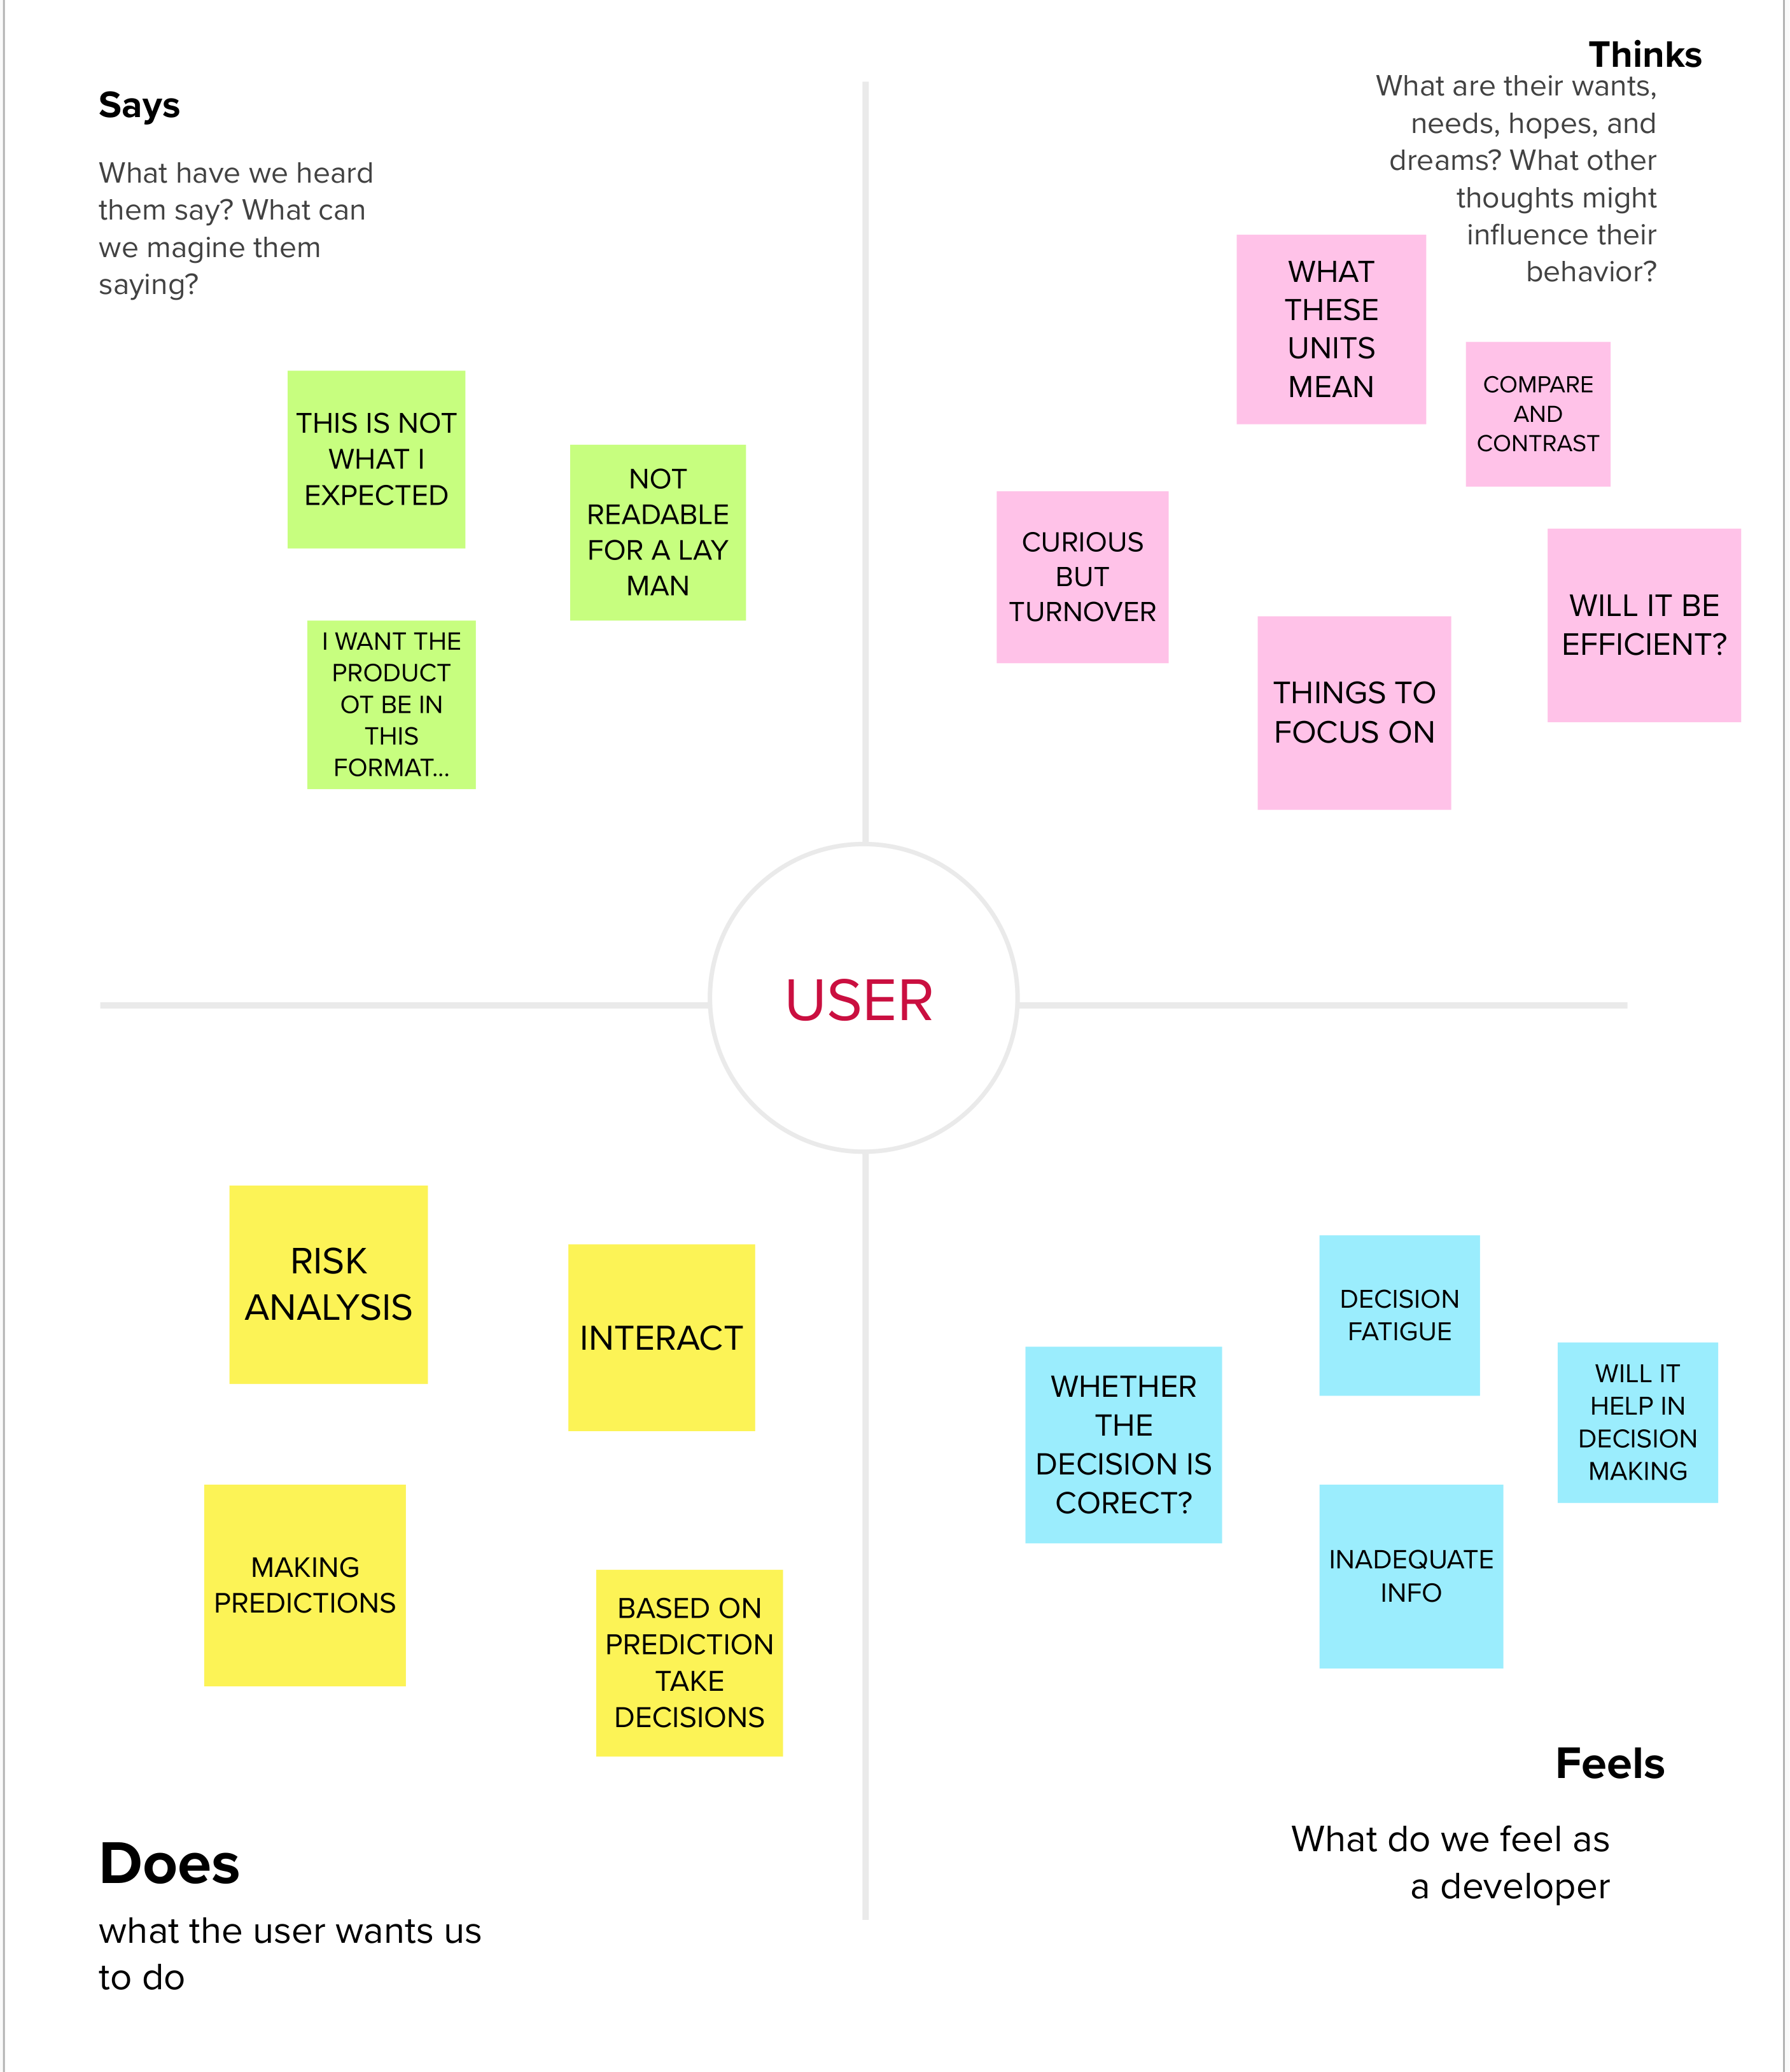 Says
What have we heard
them say? What can
we magine them
saying?
THIS IS NOT
WHAT I
EXPECTED
NOT
READABLE
FOR A LAY
MAN
I WANT THE
PRODUCT
OT BE IN
THIS
FORMAT...
Thinks
What are their wants,
needs, hopes, and
dreams? What other
thoughts might
influence their
behavior?
WHAT
THESE
UNITS
MEAN
COMPARE
AND
CONTRAST
CURIOUS
BUT
TURNOVER
WILL IT BE
EFFICIENT?
THINGS TO
FOCUS ON
USER
RISK
ANALYSIS
INTERACT
MAKING
PREDICTIONS
BASED ON
PREDICTION
TAKE
DECISIONS
Does
what the user wants us
to do
DECISION
FATIGUE
WHETHER
THE
DECISION IS
CORECT?
WILL IT
HELP IN
DECISION
MAKING
INADEQUATE
INFO
Feels
What do we feel as
a developer